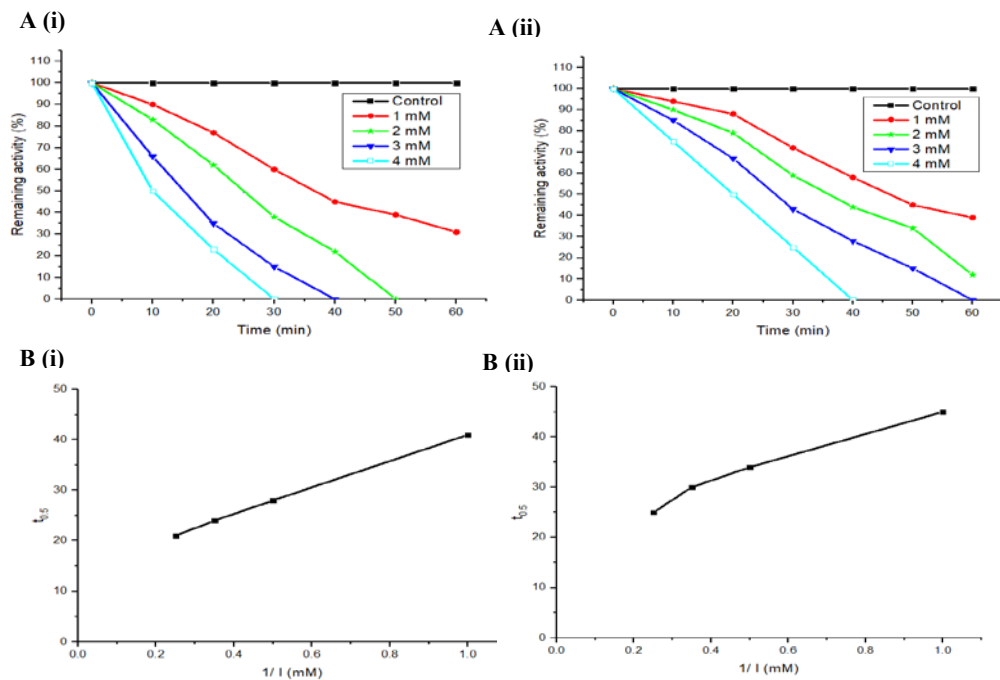 A (i)
A (ii)
110
100
90
80
70
60
50
40
30
20
10
0
Remaining activity (%)
Control
1 mM
2 mM
3 mM
4 mM
0 10 20 30 40 50 60
Time (min)
110
100
90
80
70
60
50
40
30
20
10
0
Remaining activity (%)
Control
1 mM
2 mM
3 mM
4 mM
0 10 20 30 40 50 60
Time (min)
B (i)
B (ii)
50
40
30
20
10
0
t0.5
0.0 0.2 0.4 0.6 0.8 1.0
1/ I (mM)
50
40
30
20
10
0
t0.5
0.0 0.2 0.4 0.6 0.8 1.0
1/ I (mM)